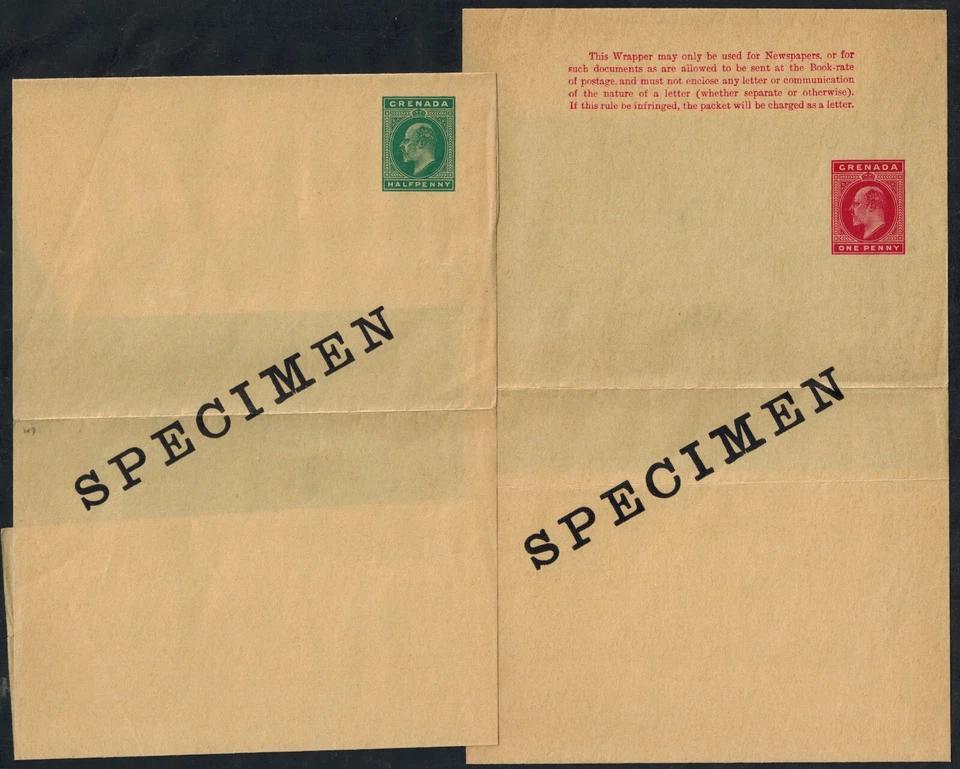 GRENADA
HALFPENNY
SPECIMEN
This Wrapper may only be used for Newspapers, or for
such documents as are allowed to be sent at the Book-rate
of postage, and must not enclose any letter or communication
of the nature of a letter (whether separate or otherwise).
If this rule be infringed, the packet will be charged as a letter.
GRENADA
ONE PENNY
SPECIMEN